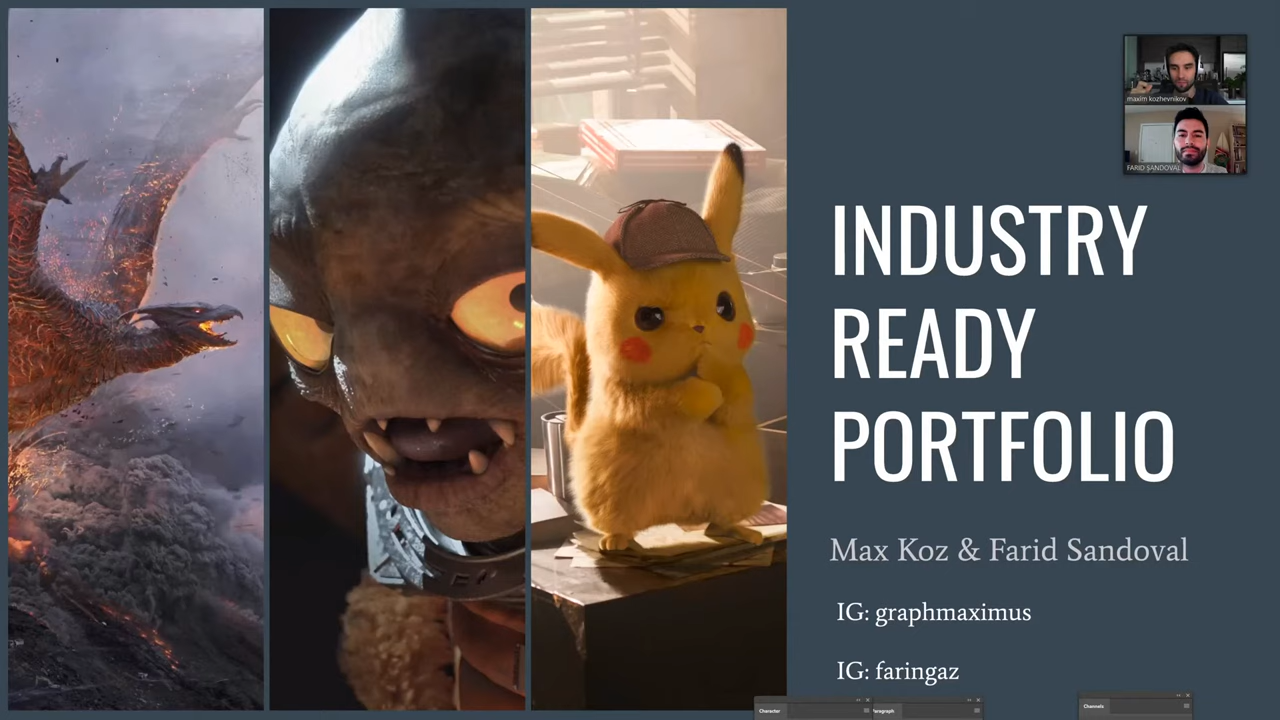 maxim kozhevnikov
FARID SANDOVAL
INDUSTRY
READY
PORTFOLIO
Max Koz & Farid Sandoval
IG: graphmaximus
IG: faringaz
Character
Paragraph
Channels